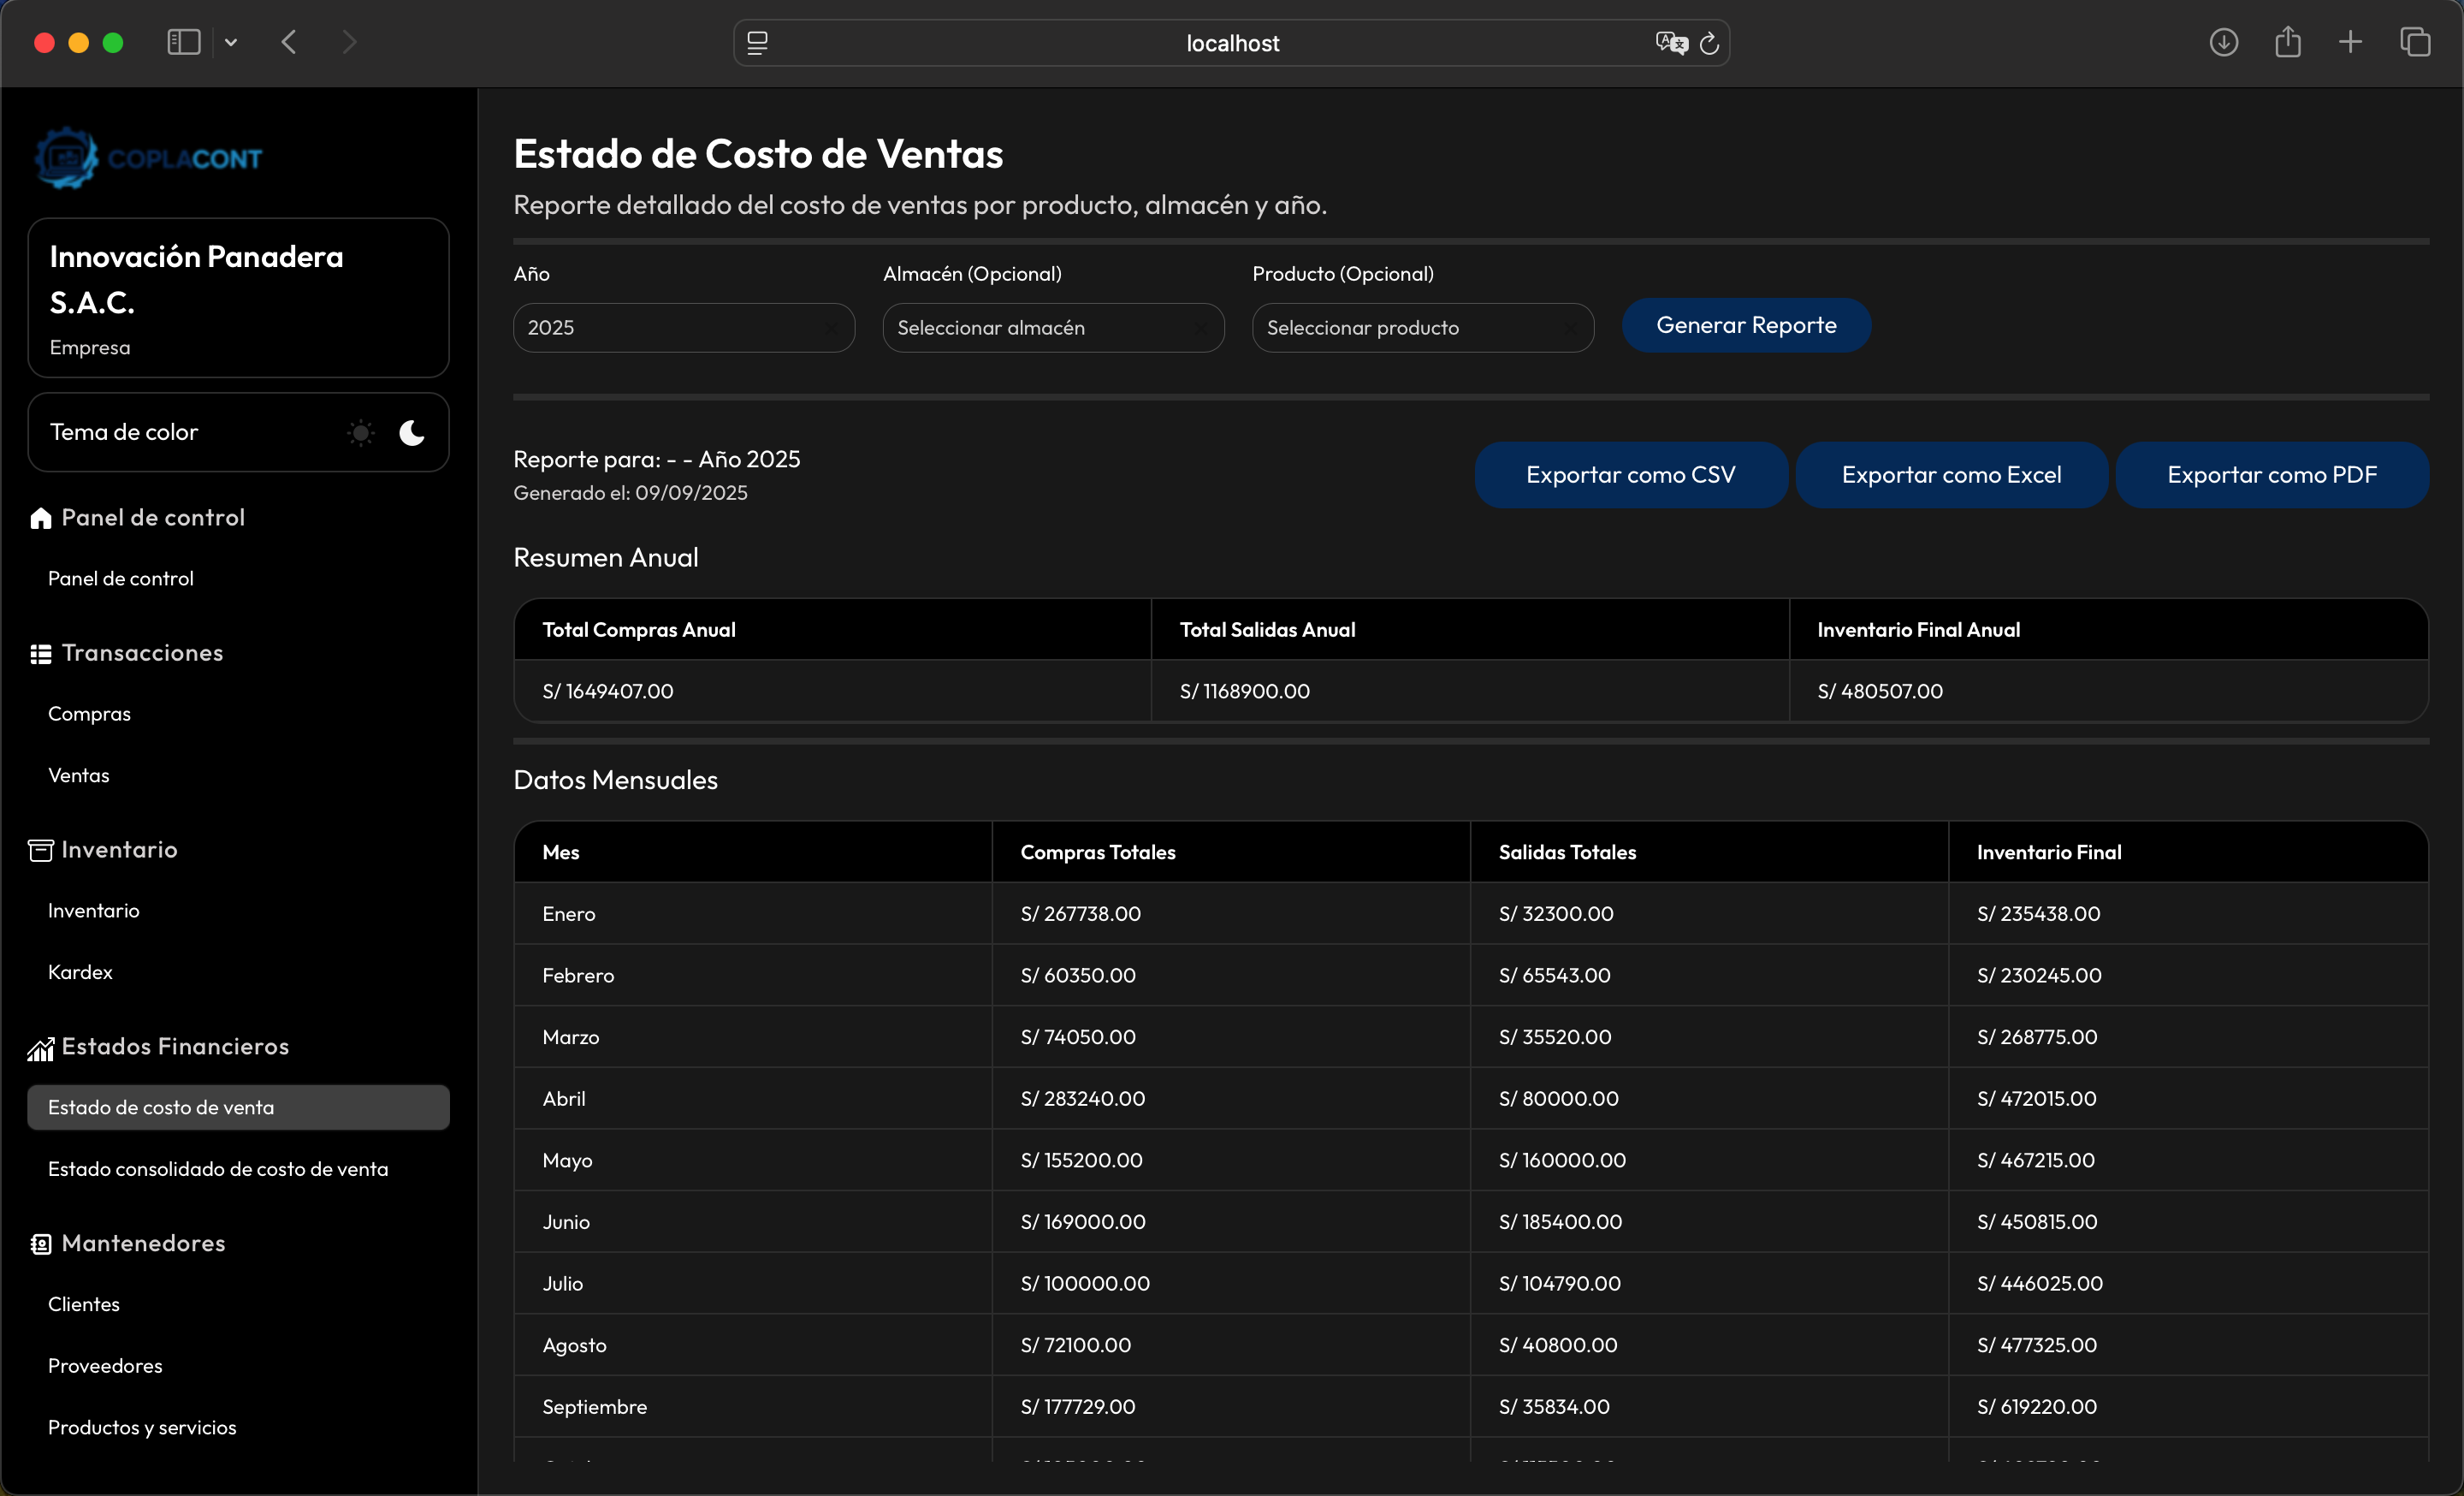 localhost
COPLACONT
Innovación Panadera
S.A.C.
Empresa
Tema de color
Panel de control
Panel de control
Transacciones
Compras
Ventas
Inventario
Inventario
Kardex
Estados Financieros
Estado de costo de venta
Estado consolidado de costo de venta
Mantenedores
Clientes
Proveedores
Productos y servicios
Estado de Costo de Ventas
Reporte detallado del costo de ventas por producto, almacén y año.
Año Almacén (Opcional) Producto (Opcional)
2025 Seleccionar almacén Seleccionar producto Generar Reporte
Reporte para: - - Año 2025
Generado el: 09/09/2025
Exportar como CSV Exportar como Excel Exportar como PDF
Resumen Anual
Total Compras Anual Total Salidas Anual Inventario Final Anual
S/ 1649407.00 S/ 1168900.00 S/ 480507.00
Datos Mensuales
Mes Compras Totales Salidas Totales Inventario Final
Enero S/ 267738.00 S/ 32300.00 S/ 235438.00
Febrero S/ 60350.00 S/ 65543.00 S/ 230245.00
Marzo S/ 74050.00 S/ 35520.00 S/ 268775.00
Abril S/ 283240.00 S/ 80000.00 S/ 472015.00
Mayo S/ 155200.00 S/ 160000.00 S/ 467215.00
Junio S/ 169000.00 S/ 185400.00 S/ 450815.00
Julio S/ 100000.00 S/ 104790.00 S/ 446025.00
Agosto S/ 72100.00 S/ 40800.00 S/ 477325.00
Septiembre S/ 177729.00 S/ 35834.00 S/ 619220.00